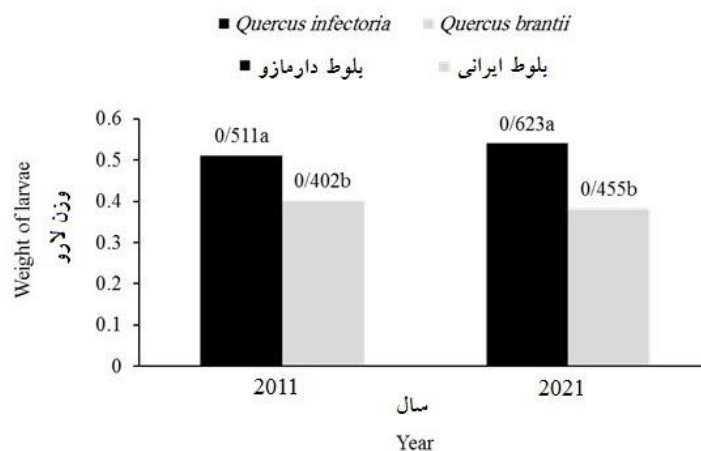 Quercus infectoria Quercus brantii
بلوط دارمازو بلوط ایرانی
0.6
0.5
0.4
0.3
0.2
0.1
0
Weight of larvae
وزن لارو
0/511a
0/402b
0/623a
0/455b
2011 2021
سال
Year